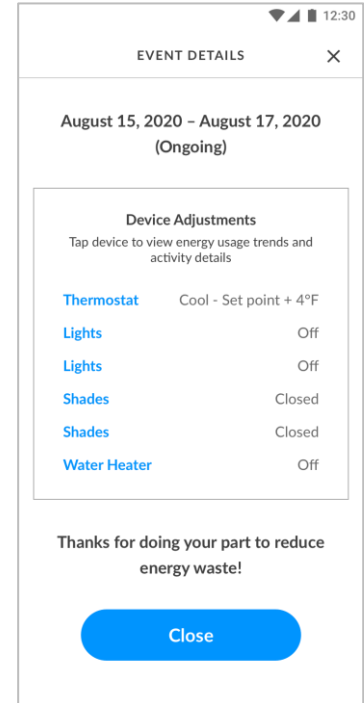 12:30
EVENT DETAILS
August 15, 2020 – August 17, 2020
(Ongoing)
Device Adjustments
Tap device to view energy usage trends and
activity details
Thermostat Cool - Set point + 4°F
Lights Off
Lights Off
Shades Closed
Shades Closed
Water Heater Off
Thanks for doing your part to reduce
energy waste!
Close